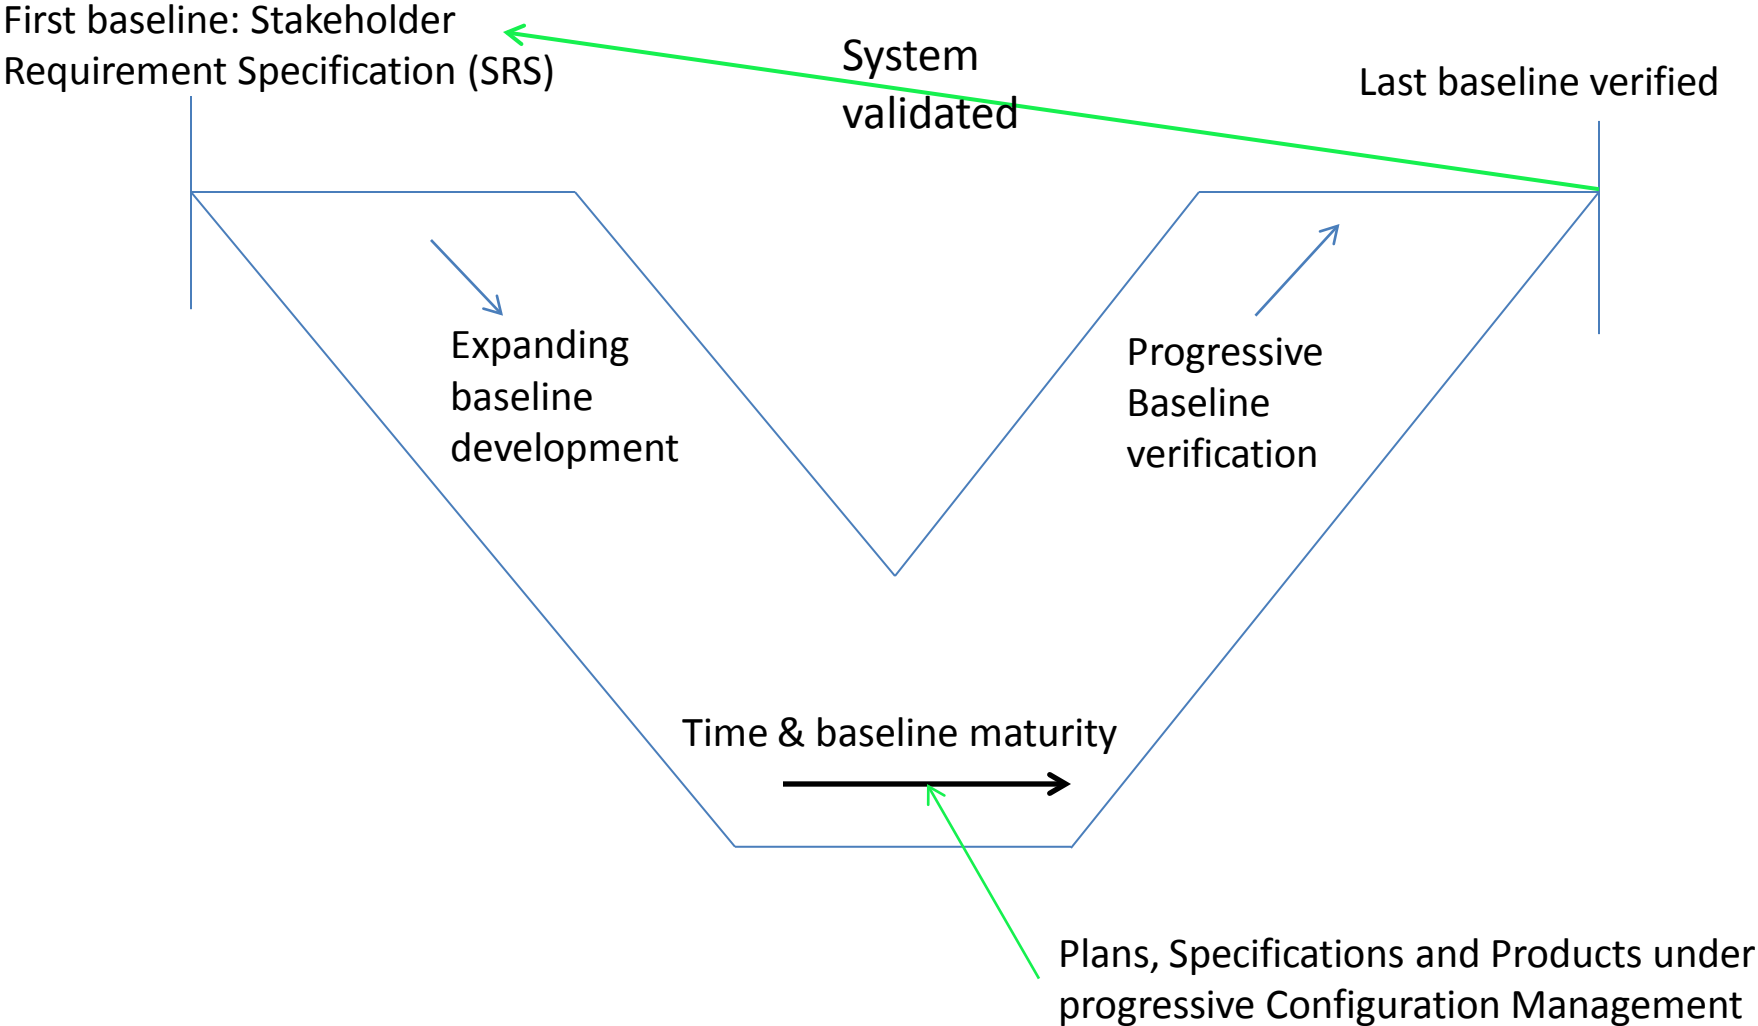 First baseline: Stakeholder
Requirement Specification (SRS)
System
validated
Last baseline verified
Expanding
baseline
development
Progressive
Baseline
verification
Time & baseline maturity
Plans, Specifications and Products under
progressive Configuration Management